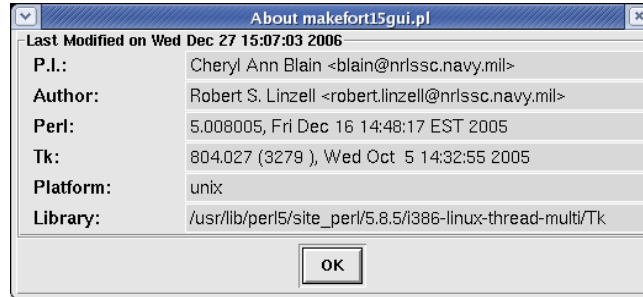 About makefort15gui.pl
Last Modified on Wed Dec 27 15:07:03 2006
P.I.: Cheryl Ann Blain <blain@nrlssc.navy.mil>
Author: Robert S. Linzell <robert.linzell@nrlssc.navy.mil>
Perl: 5.008005, Fri Dec 16 14:48:17 EST 2005
Tk: 804.027 (3279 ), Wed Oct  5 14:32:55 2005
Platform: unix
Library: /usr/lib/perl5/site_perl/5.8.5/i386-linux-thread-multi/Tk
OK